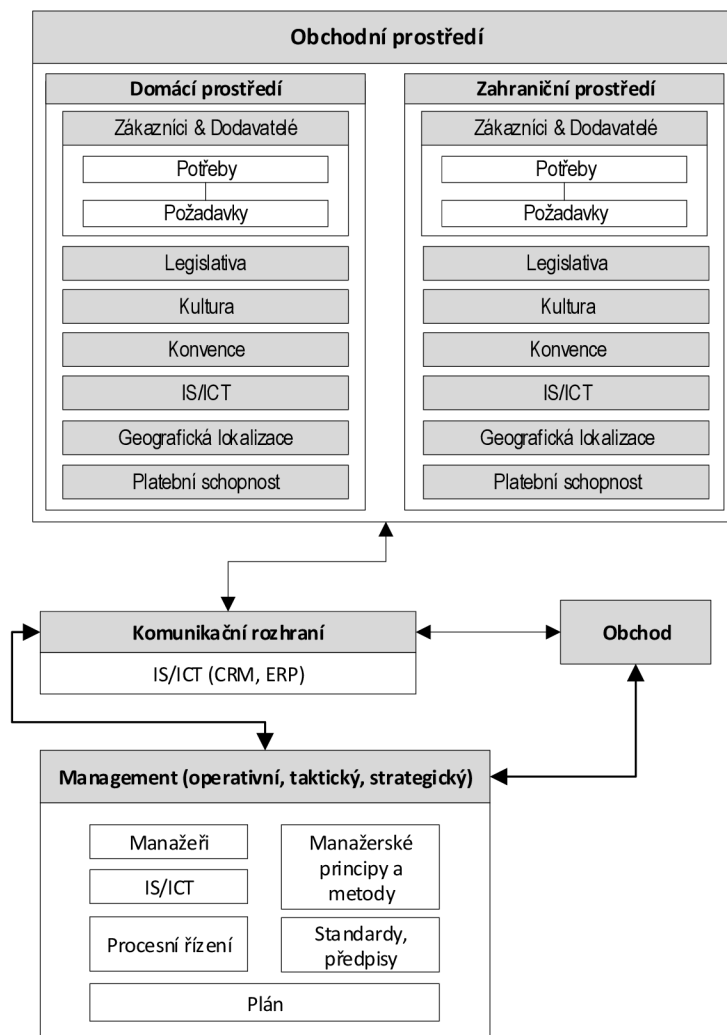 Obchodní prostředí
Domácí prostředí
Zákazníci & Dodavatelé
Potřeby
Požadavky
Legislativa
Kultura
Konvence
IS/ICT
Geografická lokalizace
Platební schopnost
Zahraniční prostředí
Zákazníci & Dodavatelé
Potřeby
Požadavky
Legislativa
Kultura
Konvence
IS/ICT
Geografická lokalizace
Platební schopnost
Komunikační rozhraní
IS/ICT (CRM, ERP)
Obchod
Management (operativní, taktický, strategický)
Manažeři
IS/ICT
Procesní řízení
Manažerské
principy a
metody
Standardy,
předpisy
Plán